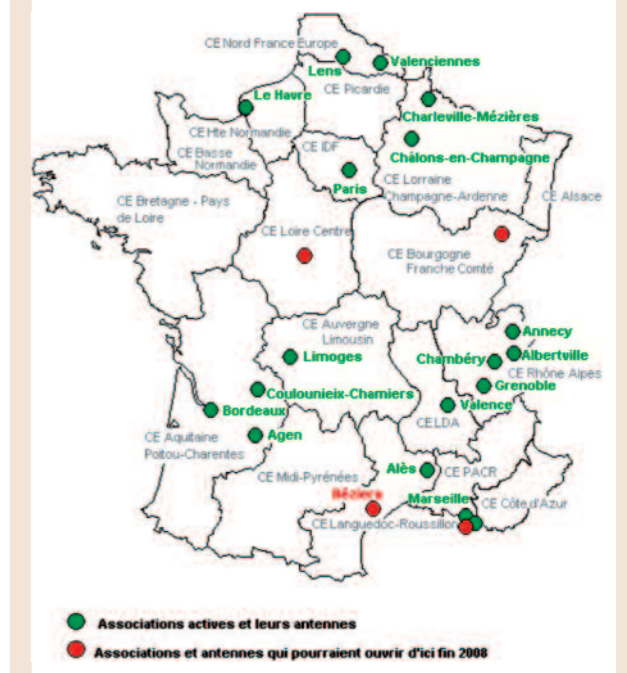 CE Nord France Europe
Lens
Valenciennes
CE Picardie
Le Havre
Charleville-Mézières
CE Hte Normandie
CE Basse
Normandie
CE IDF
Châlons-en-Champagne
Paris
CE Lorraine
Champagne-Ardenne
CE Alsace
CE Bretagne - Pays
de Loire
CE Loire Centre
CE Bourgogne
Franche Comté
CE Auvergne
Limousin
Limoges
Annecy
Albertville
Chambéry
CE Rhône Alpes
Grenoble
Coulounieix-Chamiers
Valence
Bordeaux
CE LDA
Agen
CE Aquitaine
Poitou-Charentes
Alès
CE PACR
CE Midi-Pyrénées
Béziers
Marseille
CE Côte d'Azur
CE Languedoc-Roussillon
Associations actives et leurs antennes
Associations et antennes qui pourraient ouvrir d'ici fin 2008